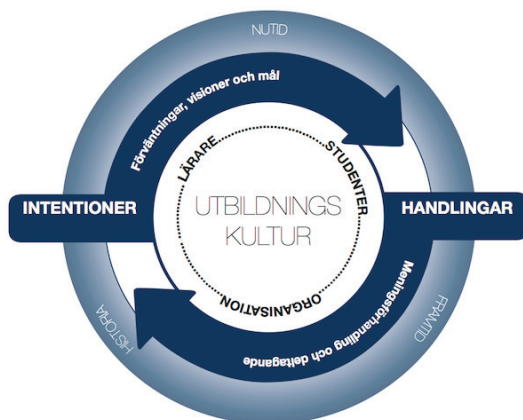 NUTID
Förväntningar, visioner och mål
LÄRARE
STUDENTER
INTENTIONER
UTBILDNINGS
KULTUR
HANDLINGAR
ORGANISATION
HISTORIA
FRAMTID
Meningsförhandling och deltagande